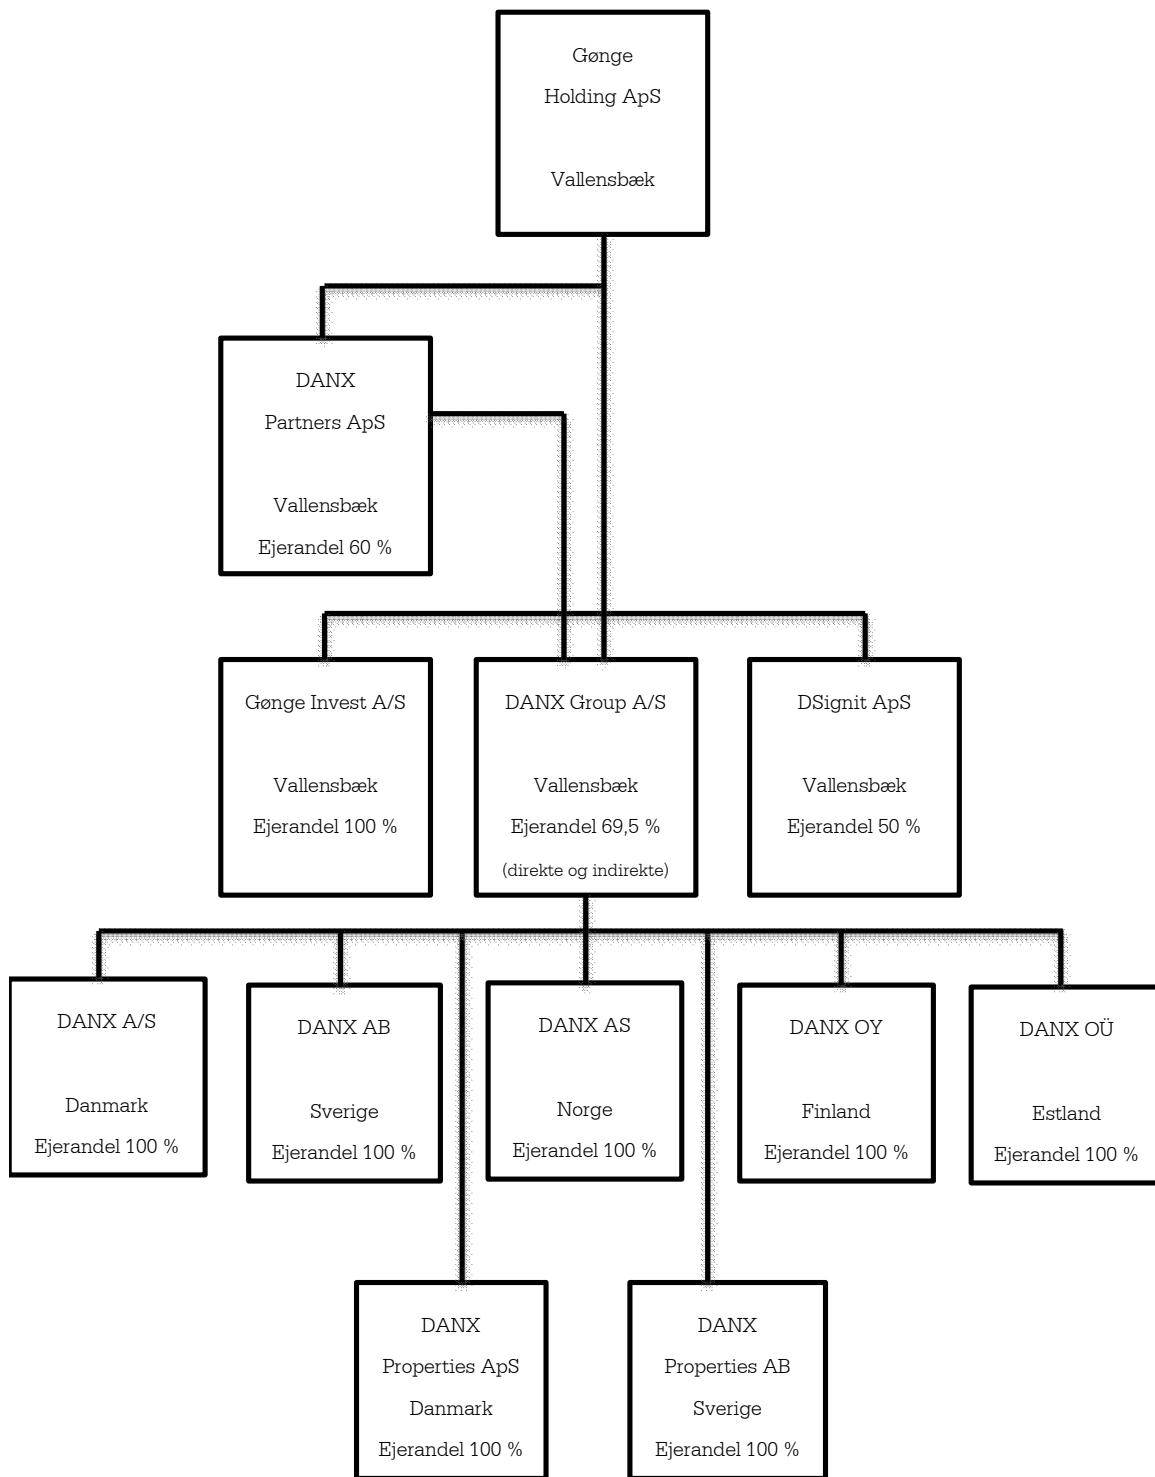 Gønge
Holding ApS
Vallensbæk
DANX
Partners ApS
Vallensbæk
Ejerandel 60 %
Gønge Invest A/S
Vallensbæk
Ejerandel 100 %
DANX Group A/S
Vallensbæk
Ejerandel 69,5 %
(direkte og indirekte)
DSignit ApS
Vallensbæk
Ejerandel 50 %
DANX A/S
Danmark
Ejerandel 100 %
DANX AB
Sverige
Ejerandel 100 %
DANX AS
Norge
Ejerandel 100 %
DANX OY
Finland
Ejerandel 100 %
DANX OÜ
Estland
Ejerandel 100 %
DANX
Properties ApS
Danmark
Ejerandel 100 %
DANX
Properties AB
Sverige
Ejerandel 100 %